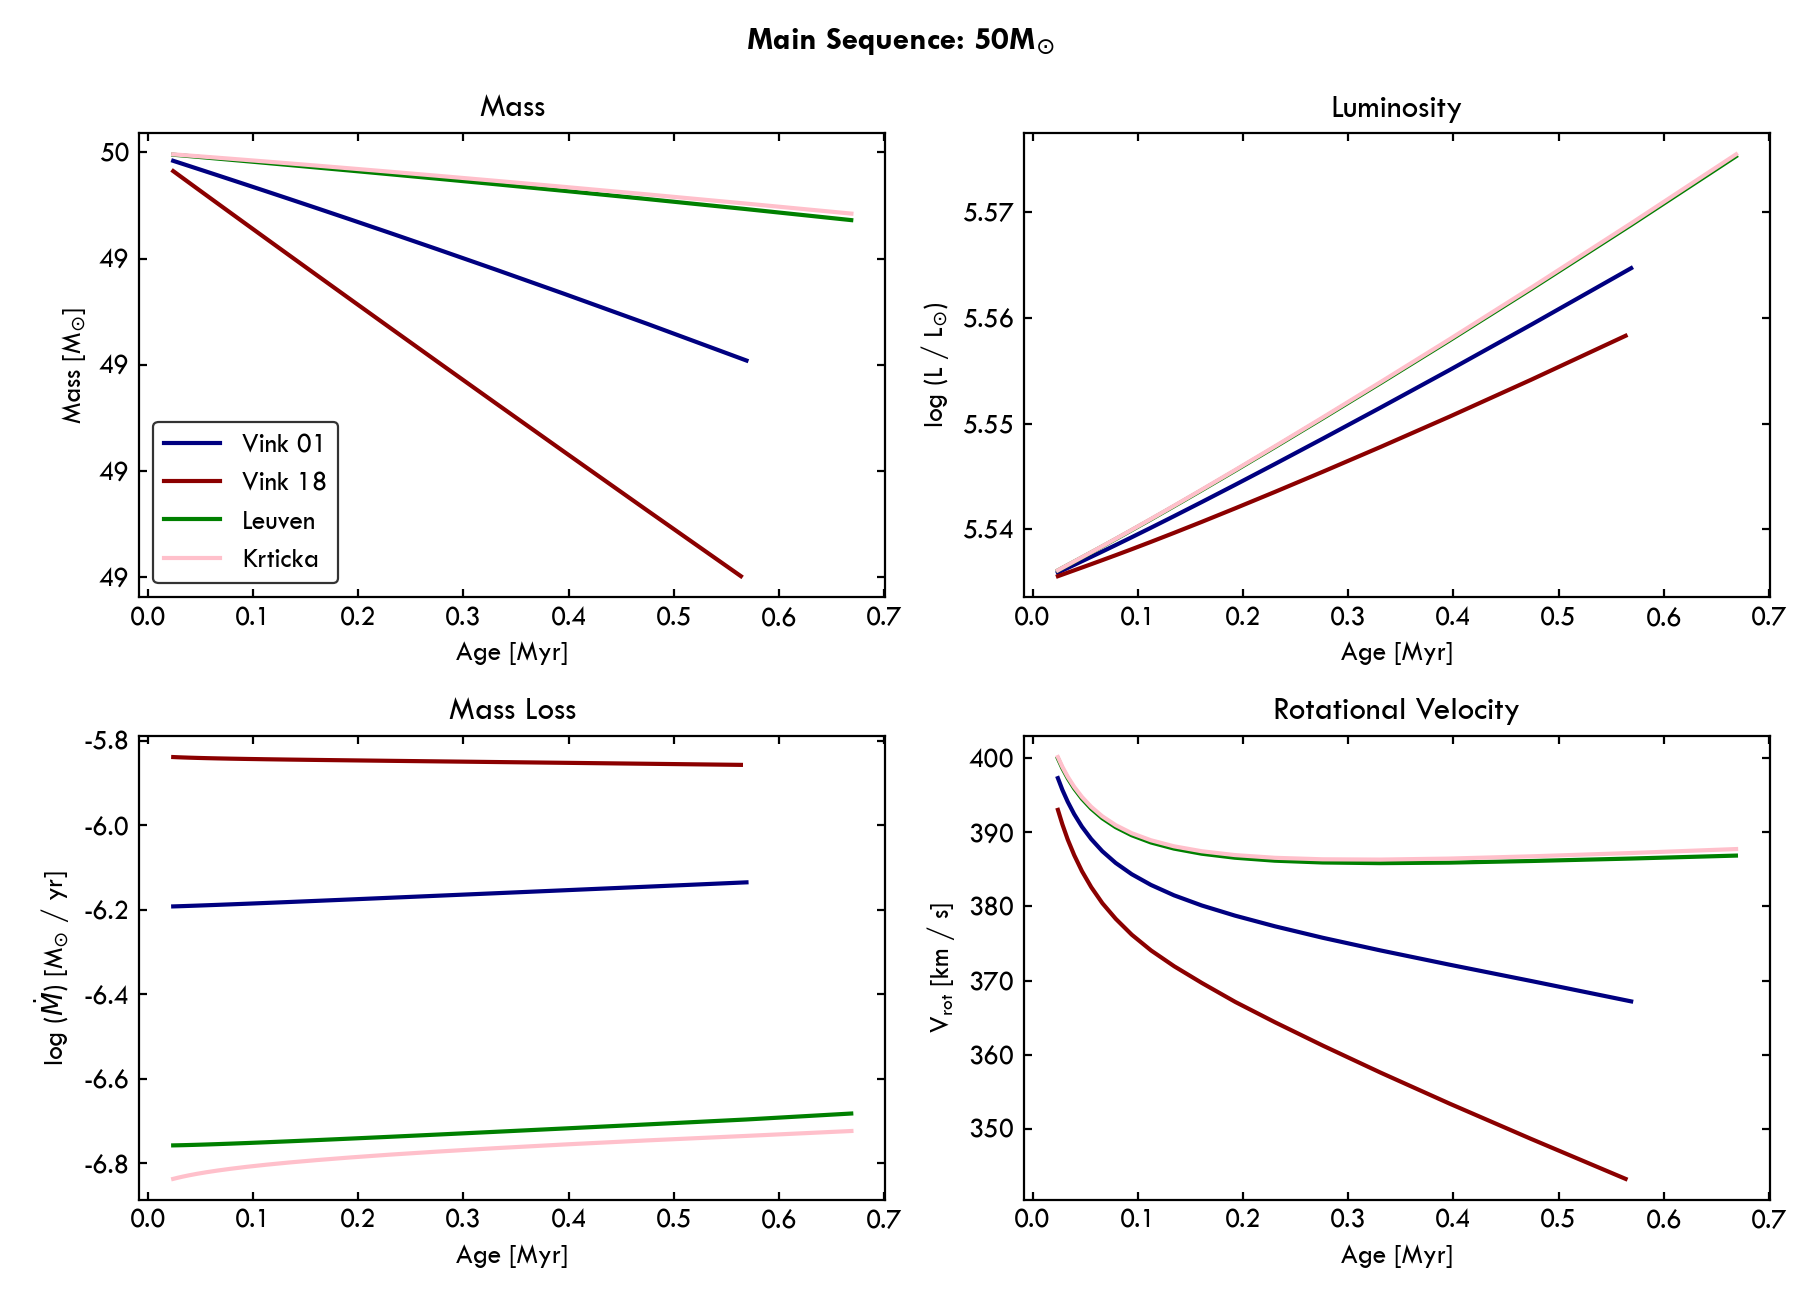 Main Sequence: 50M☉
Mass
50
49
49
49
49
Mass [M☉]
Vink 01
Vink 18
Leuven
Krticka
0.0 0.1 0.2 0.3 0.4 0.5 0.6 0.7
Age [Myr]
Luminosity
5.57
5.56
5.55
5.54
log (L / L☉)
0.0 0.1 0.2 0.3 0.4 0.5 0.6 0.7
Age [Myr]
Mass Loss
-5.8
-6.0
-6.2
-6.4
-6.6
-6.8
log (Ṁ) [M☉ / yr]
0.0 0.1 0.2 0.3 0.4 0.5 0.6 0.7
Age [Myr]
Rotational Velocity
400
390
380
370
360
350
Vrot [km / s]
0.0 0.1 0.2 0.3 0.4 0.5 0.6 0.7
Age [Myr]